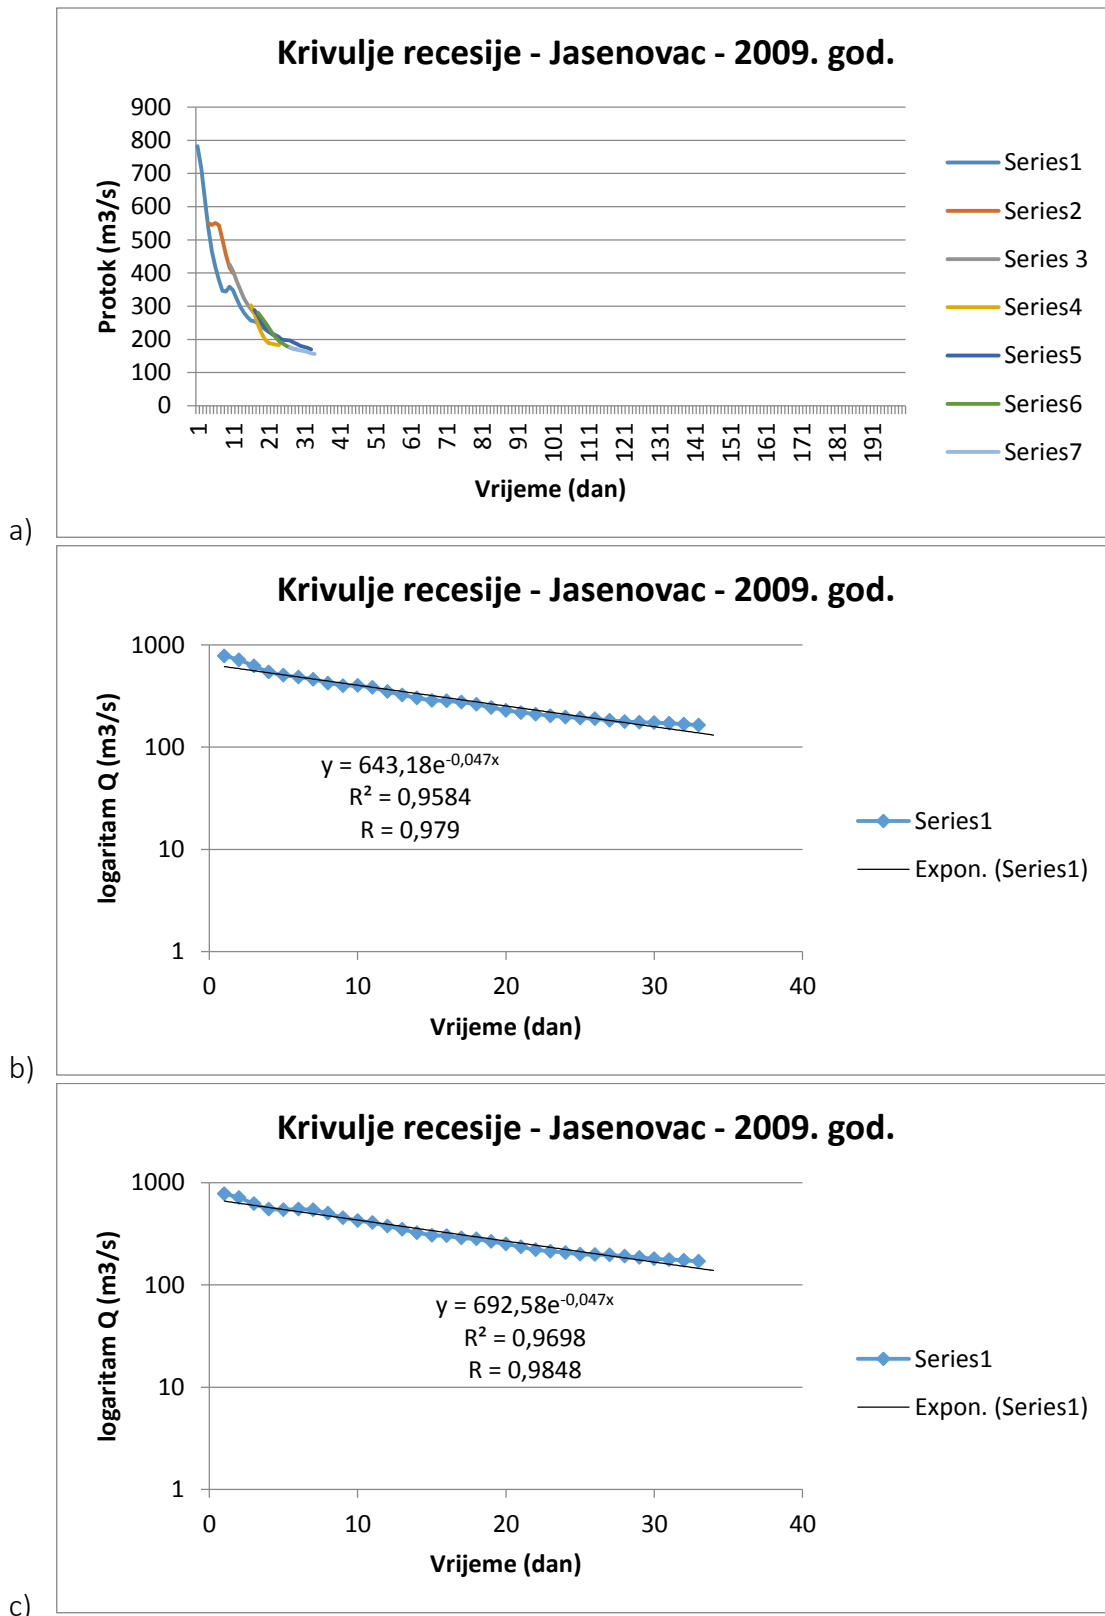 Krivulje recesije - Jasenovac - 2009. god.
900
800
700
600
500
400
300
200
100
0
Protok (m3/s)
1 11 21 31 41 51 61 71 81 91 101 111 121 131 141 151 161 171 181 191
Vrijeme (dan)
Series1
Series2
Series 3
Series4
Series5
Series6
Series7
a)
Krivulje recesije - Jasenovac - 2009. god.
1000
100
10
1
logaritam Q (m3/s)
y = 643,18e^-0,047x
R² = 0,9584
R = 0,979
0 10 20 30 40
Vrijeme (dan)
Series1
Expon. (Series1)
b)
Krivulje recesije - Jasenovac - 2009. god.
1000
100
10
1
logaritam Q (m3/s)
y = 692,58e^-0,047x
R² = 0,9698
R = 0,9848
0 10 20 30 40
Vrijeme (dan)
Series1
Expon. (Series1)
c)